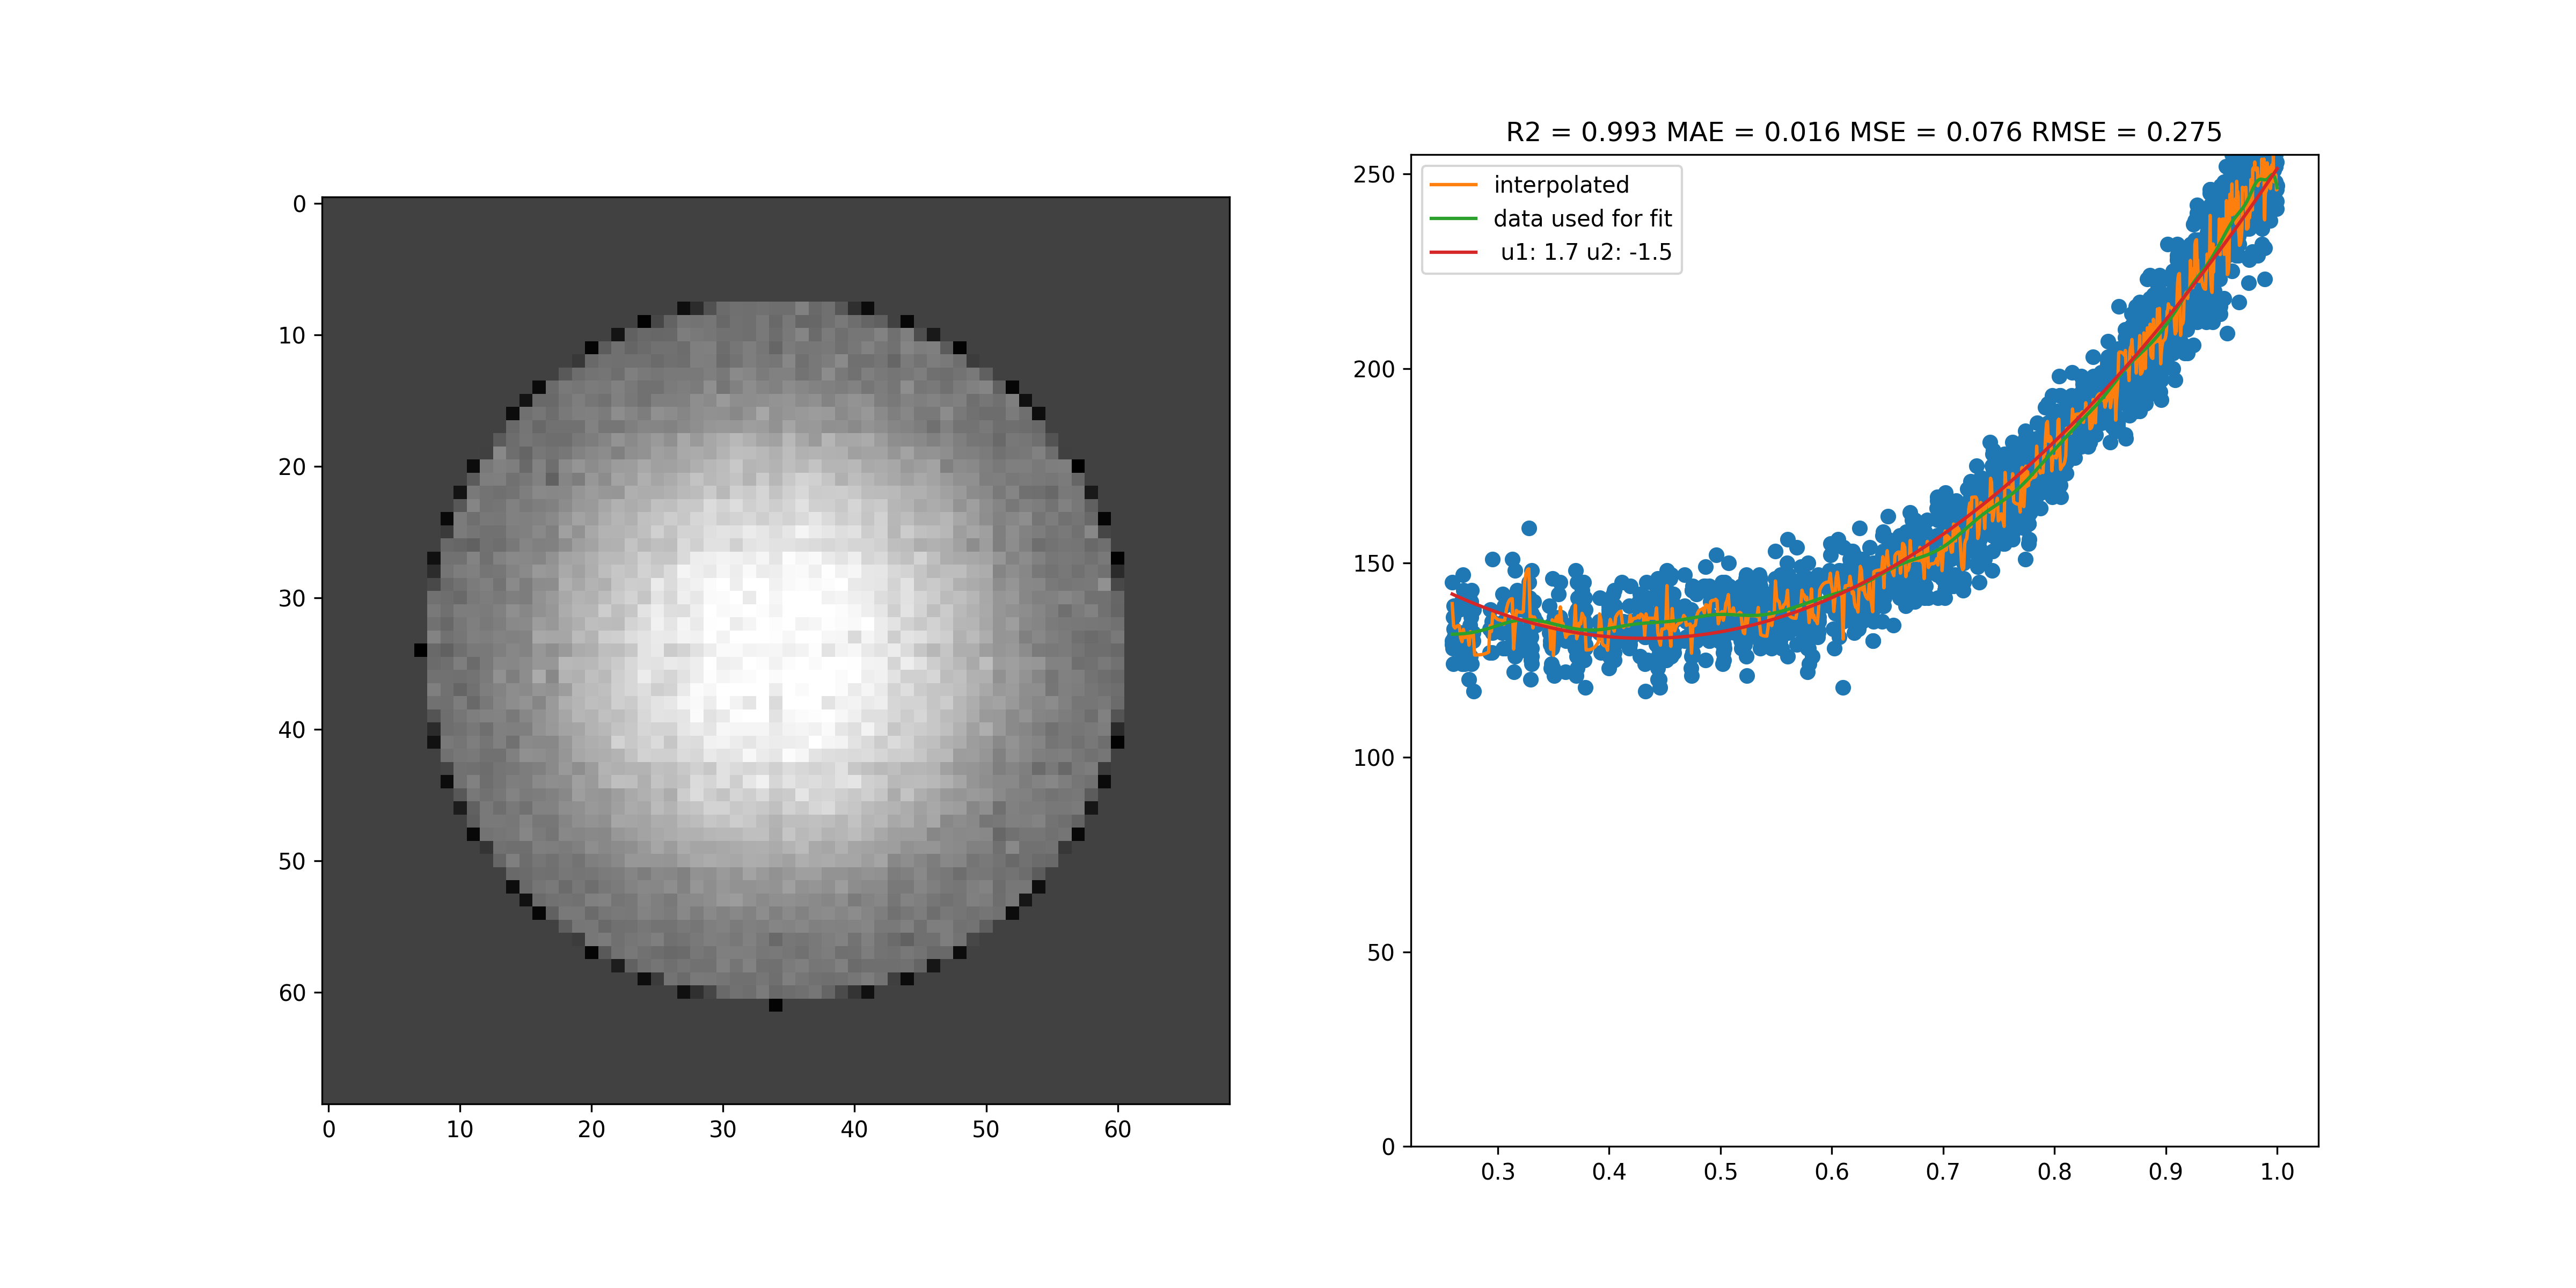 0
10
20
30
40
50
60
0 10 20 30 40 50 60
R2 = 0.993 MAE = 0.016 MSE = 0.076 RMSE = 0.275
250
200
150
100
50
0
interpolated
data used for fit
u1: 1.7 u2: -1.5
0.3 0.4 0.5 0.6 0.7 0.8 0.9 1.0